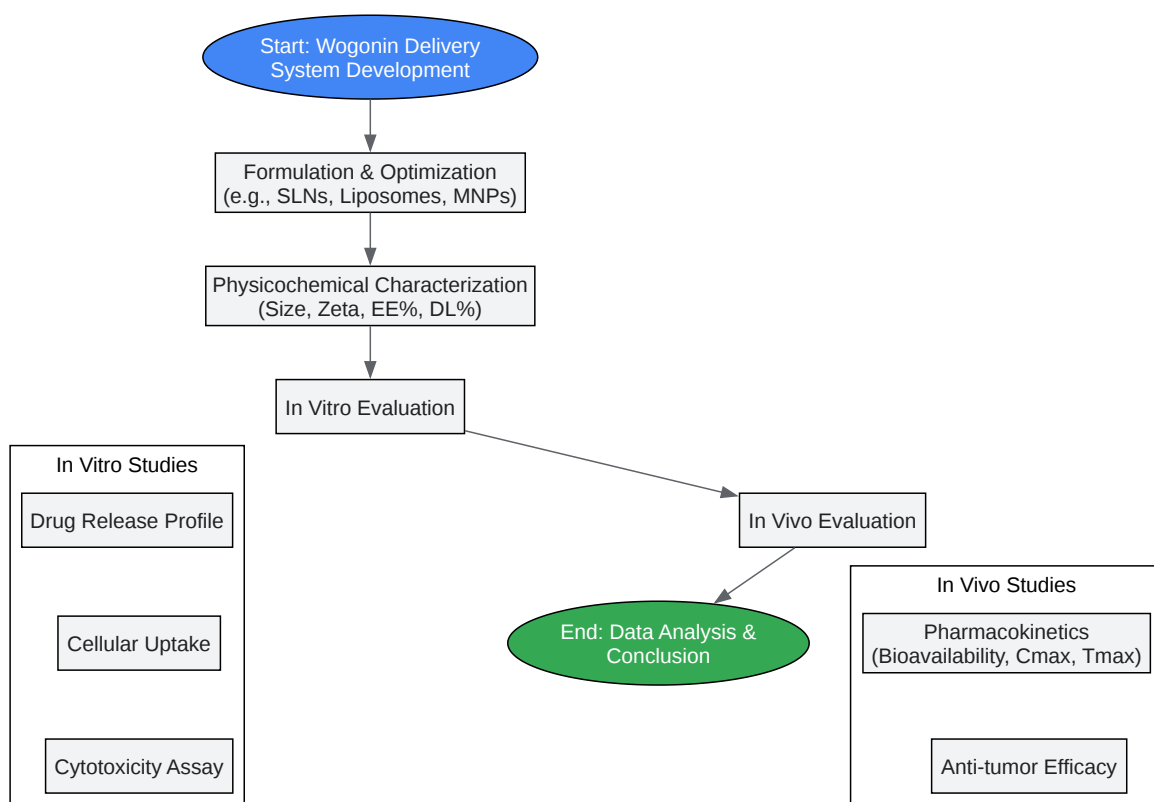 Start: Wogonin Delivery
System Development
Formulation & Optimization
(e.g., SLNs, Liposomes, MNPs)
Physicochemical Characterization
(Size, Zeta, EE%, DL%)
In Vitro Evaluation
In Vitro Studies
Drug Release Profile
Cellular Uptake
Cytotoxicity Assay
In Vivo Evaluation
End: Data Analysis &
Conclusion
In Vivo Studies
Pharmacokinetics
(Bioavailability, Cmax, Tmax)
Anti-tumor Efficacy